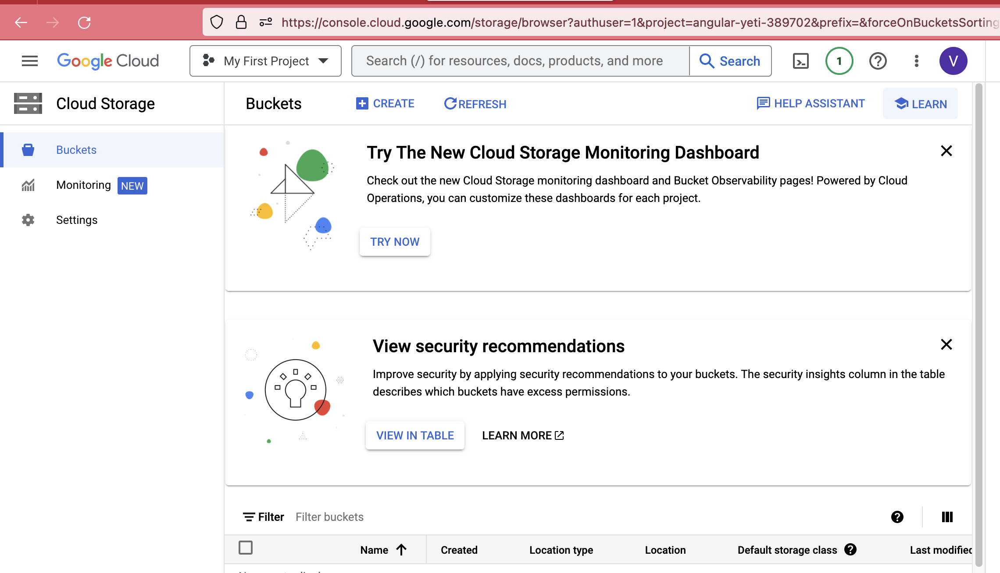 https://console.cloud.google.com/storage/browser?authuser=1&project=angular-yeti-389702&prefix=&forceOnBucketsSorting
Google Cloud
My First Project
Search (/) for resources, docs, products, and more
Search
1
V
Cloud Storage
Buckets
CREATE
REFRESH
HELP ASSISTANT
LEARN
Buckets
Monitoring NEW
Settings
Try The New Cloud Storage Monitoring Dashboard
Check out the new Cloud Storage monitoring dashboard and Bucket Observability pages! Powered by Cloud
Operations, you can customize these dashboards for each project.
TRY NOW
View security recommendations
Improve security by applying security recommendations to your buckets. The security insights column in the table
describes which buckets have excess permissions.
VIEW IN TABLE
LEARN MORE
Filter Filter buckets
Name Created Location type Location Default storage class Last modified